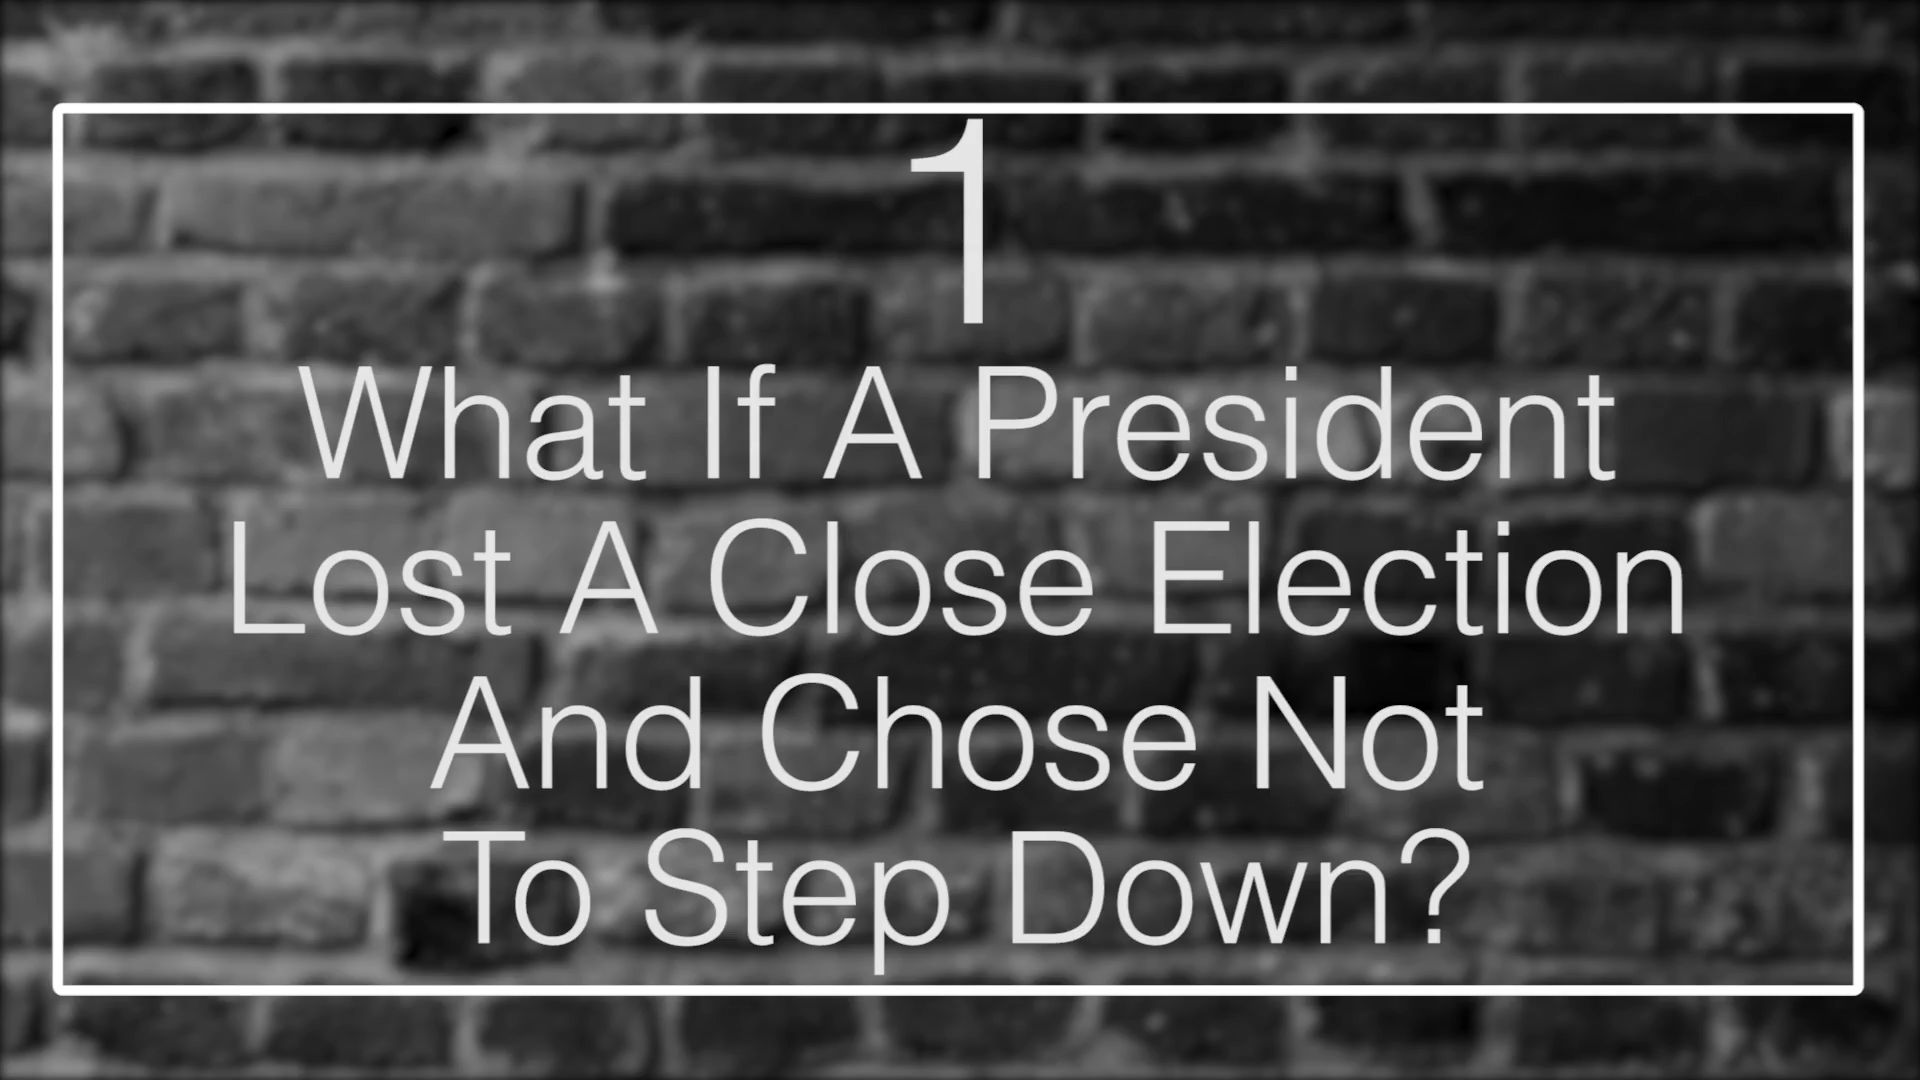 1
What If A President
Lost A Close Election
And Chose Not
To Step Down?